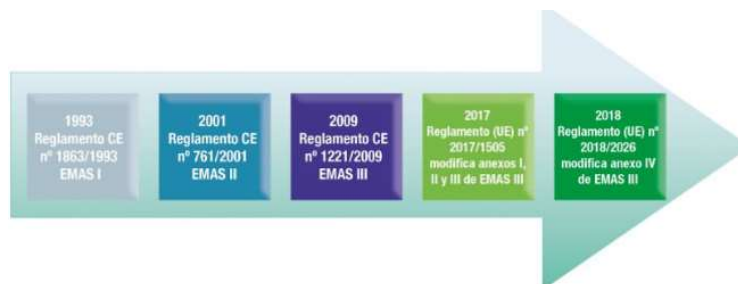 1993
Reglamento CE
nº 1863/1993
EMAS I
2001
Reglamento CE
nº 761/2001
EMAS II
2009
Reglamento CE
nº 1221/2009
EMAS III
2017
Reglamento (UE) nº
2017/1505
modifica anexos I,
II y III de EMAS III
2018
Reglamento (UE) nº
2018/2026
modifica anexo IV
de EMAS III